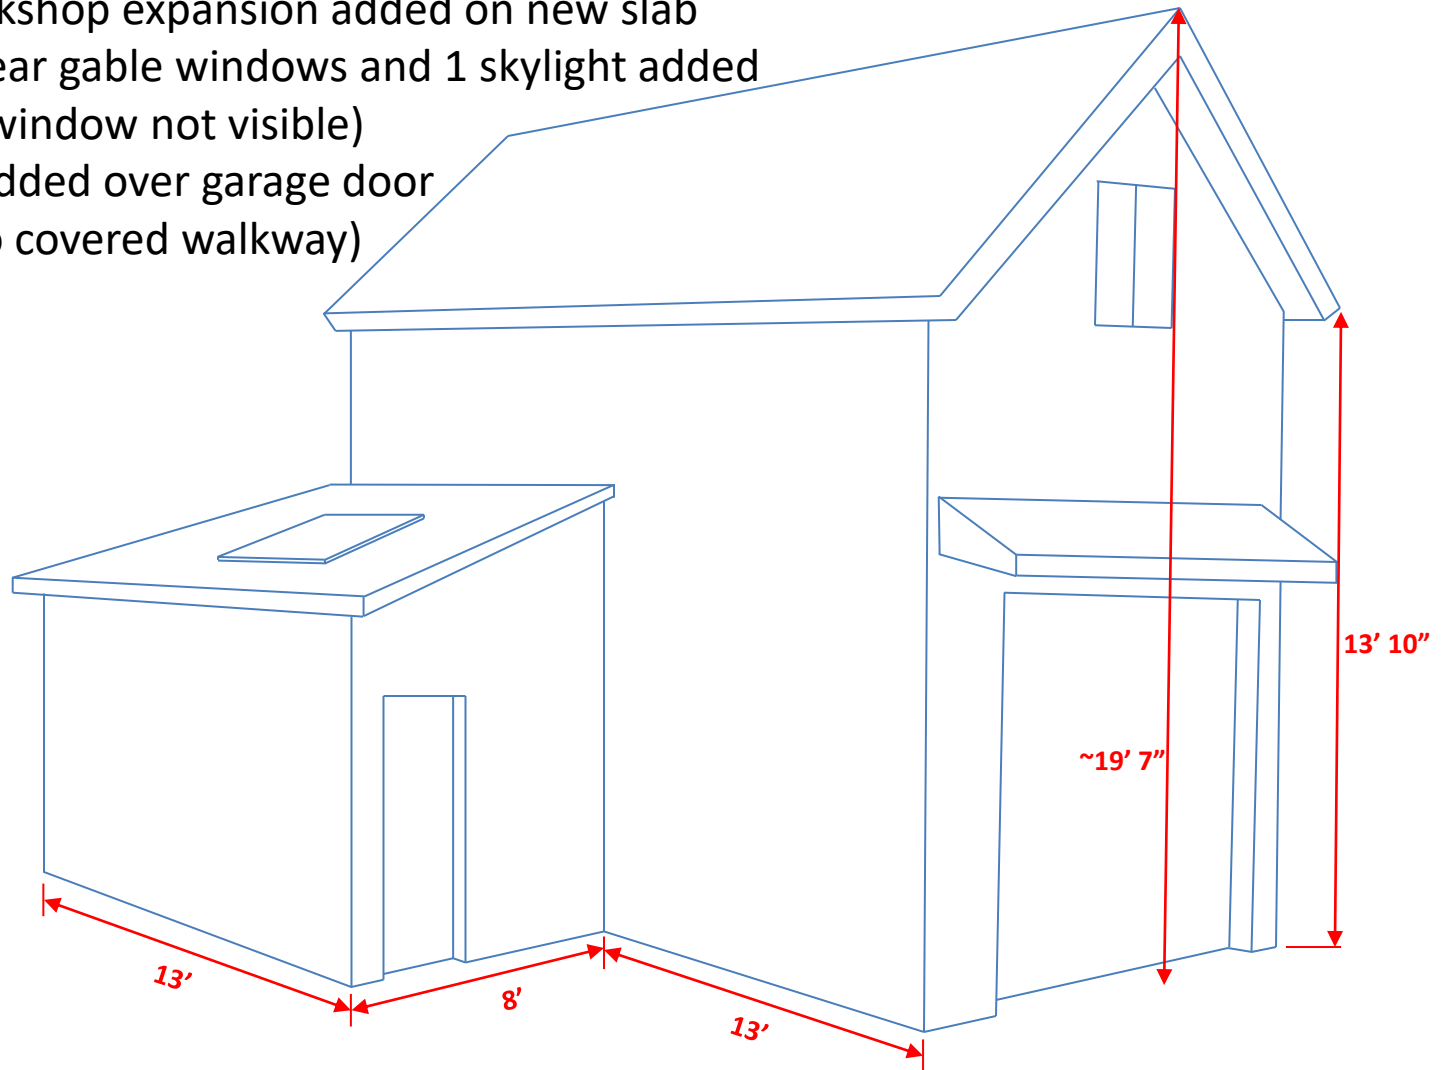 kshop expansion added on new slab
ear gable windows and 1 skylight added
window not visible)
dded over garage door
covered walkway)
13’ 10”
~19’ 7”
13’
8’
13’